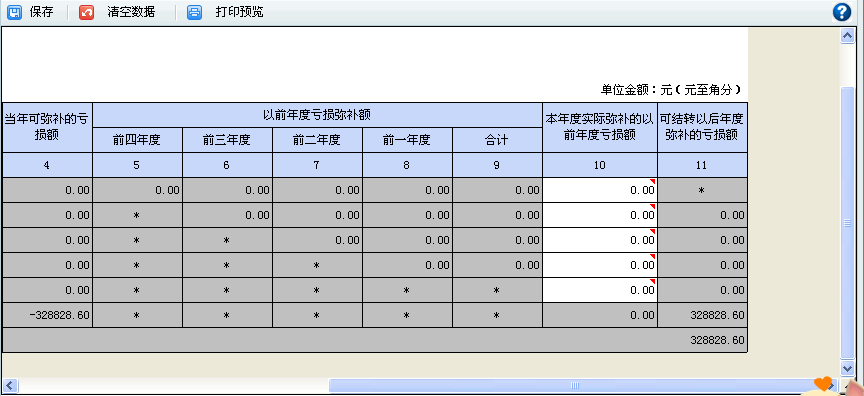 保存 清空数据 打印预览 ?
单位金额：元（元至角分）
当年可弥补的亏损额 以前年度亏损弥补额 本年度实际弥补的以前年度亏损额 可结转以后年度弥补的亏损额
前四年度 前三年度 前二年度 前一年度 合计
4 5 6 7 8 9 10 11
0.00 0.00 0.00 0.00 0.00 0.00 0.00 *
0.00 * 0.00 0.00 0.00 0.00 0.00 0.00
0.00 * * 0.00 0.00 0.00 0.00 0.00
0.00 * * * 0.00 0.00 0.00 0.00
0.00 * * * * * 0.00 0.00
-328828.60 * * * * * 0.00 328828.60
328828.60